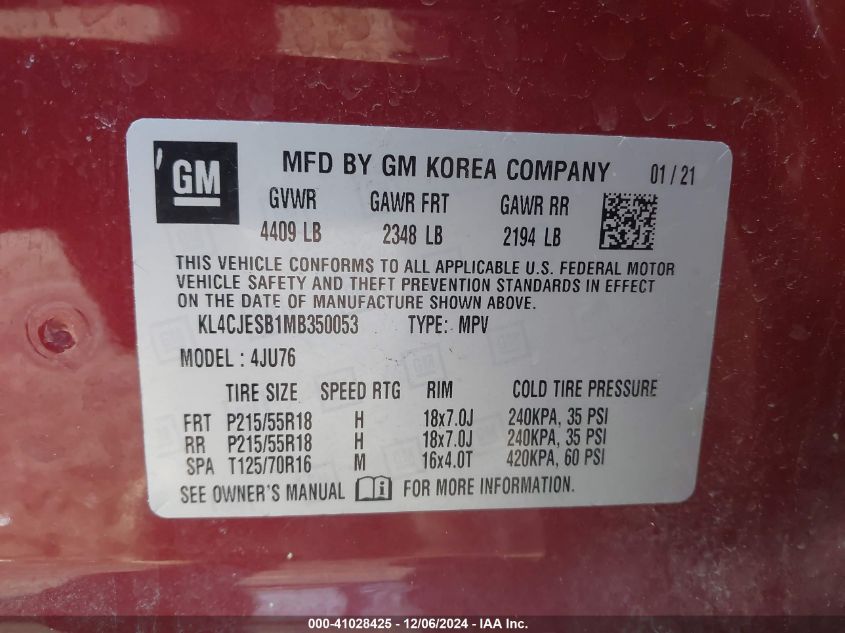 GM
MFD BY GM KOREA COMPANY 01 / 21
GVWR GAWR FRT GAWR RR
4409 LB 2348 LB 2194 LB
THIS VEHICLE CONFORMS TO ALL APPLICABLE U.S. FEDERAL MOTOR
VEHICLE SAFETY AND THEFT PREVENTION STANDARDS IN EFFECT
ON THE DATE OF MANUFACTURE SHOWN ABOVE.
KL4CJESB1MB350053 TYPE: MPV
MODEL : 4JU76
TIRE SIZE SPEED RTG RIM COLD TIRE PRESSURE
FRT P215/55R18 H 18x7.0J 240KPA, 35 PSI
RR P215/55R18 H 18x7.0J 240KPA, 35 PSI
SPA T125/70R16 M 16x4.0T 420KPA, 60 PSI
SEE OWNER'S MANUAL i FOR MORE INFORMATION.
000-41028425 - 12/06/2024 - IAA Inc.